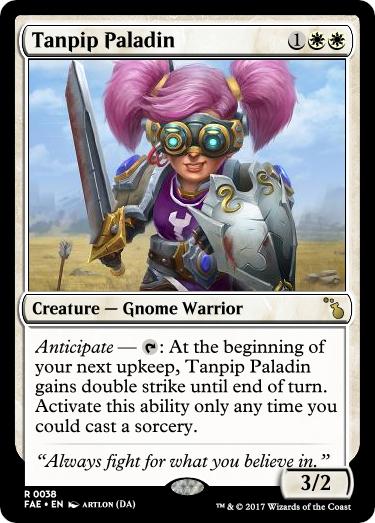 Tanpip Paladin 1
Creature — Gnome Warrior
Anticipate — : At the beginning of
your next upkeep, Tanpip Paladin
gains double strike until end of turn.
Activate this ability only any time you
could cast a sorcery.
“Always fight for what you believe in.”
3/2
R 0038
FAE • EN ARTLON (DA)
™ & © 2017 Wizards of the Coast